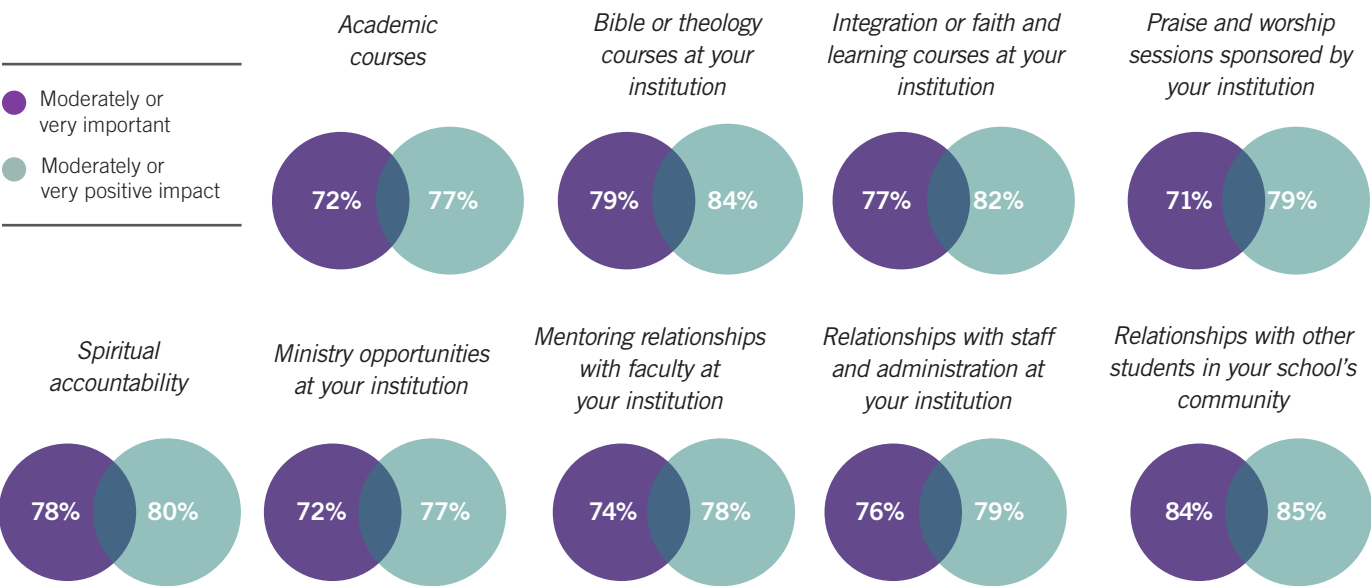 Academic
courses
Bible or theology
courses at your
institution
Integration or faith and
learning courses at your
institution
Praise and worship
sessions sponsored by
your institution
Moderately or
very important
Moderately or
very positive impact
72% 77%
79% 84%
77% 82%
71% 79%
Spiritual
accountability
Ministry opportunities
at your institution
Mentoring relationships
with faculty at
your institution
Relationships with staff
and administration at
your institution
Relationships with other
students in your school’s
community
78% 80%
72% 77%
74% 78%
76% 79%
84% 85%